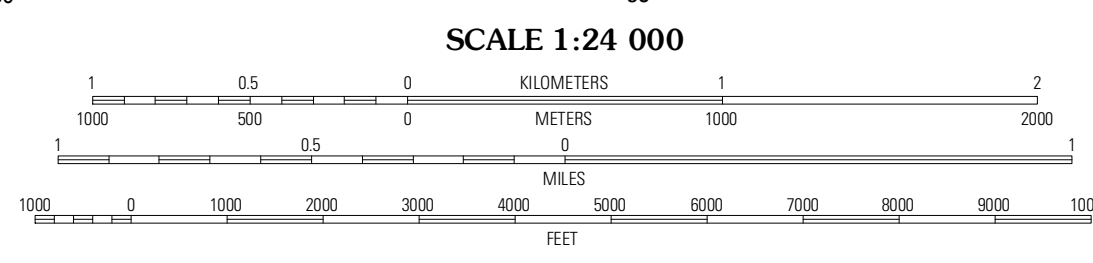 SCALE 1:24 000
1 0.5 0 KILOMETERS 1 2
1000 500 0 METERS 1000 2000
1 0.5 0 1
MILES
1000 0 1000 2000 3000 4000 5000 6000 7000 8000 9000 100
FEET